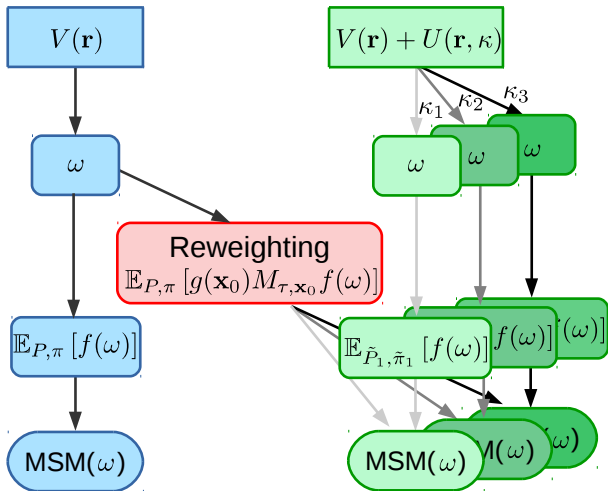 V(𝐫)
V(𝐫) + U(𝐫, κ)
κ₁
κ₂
κ₃
ω
ω
ω
ω
Reweighting
𝔼_{P,π} [g(𝐱₀)M_{τ,𝐱₀} f(ω)]
𝔼_{P,π} [f(ω)]
𝔼_{P̃₁,π̃₁} [f(ω)]
f(ω)]
(ω)]
MSM(ω)
MSM(ω)
M(ω)
(ω)